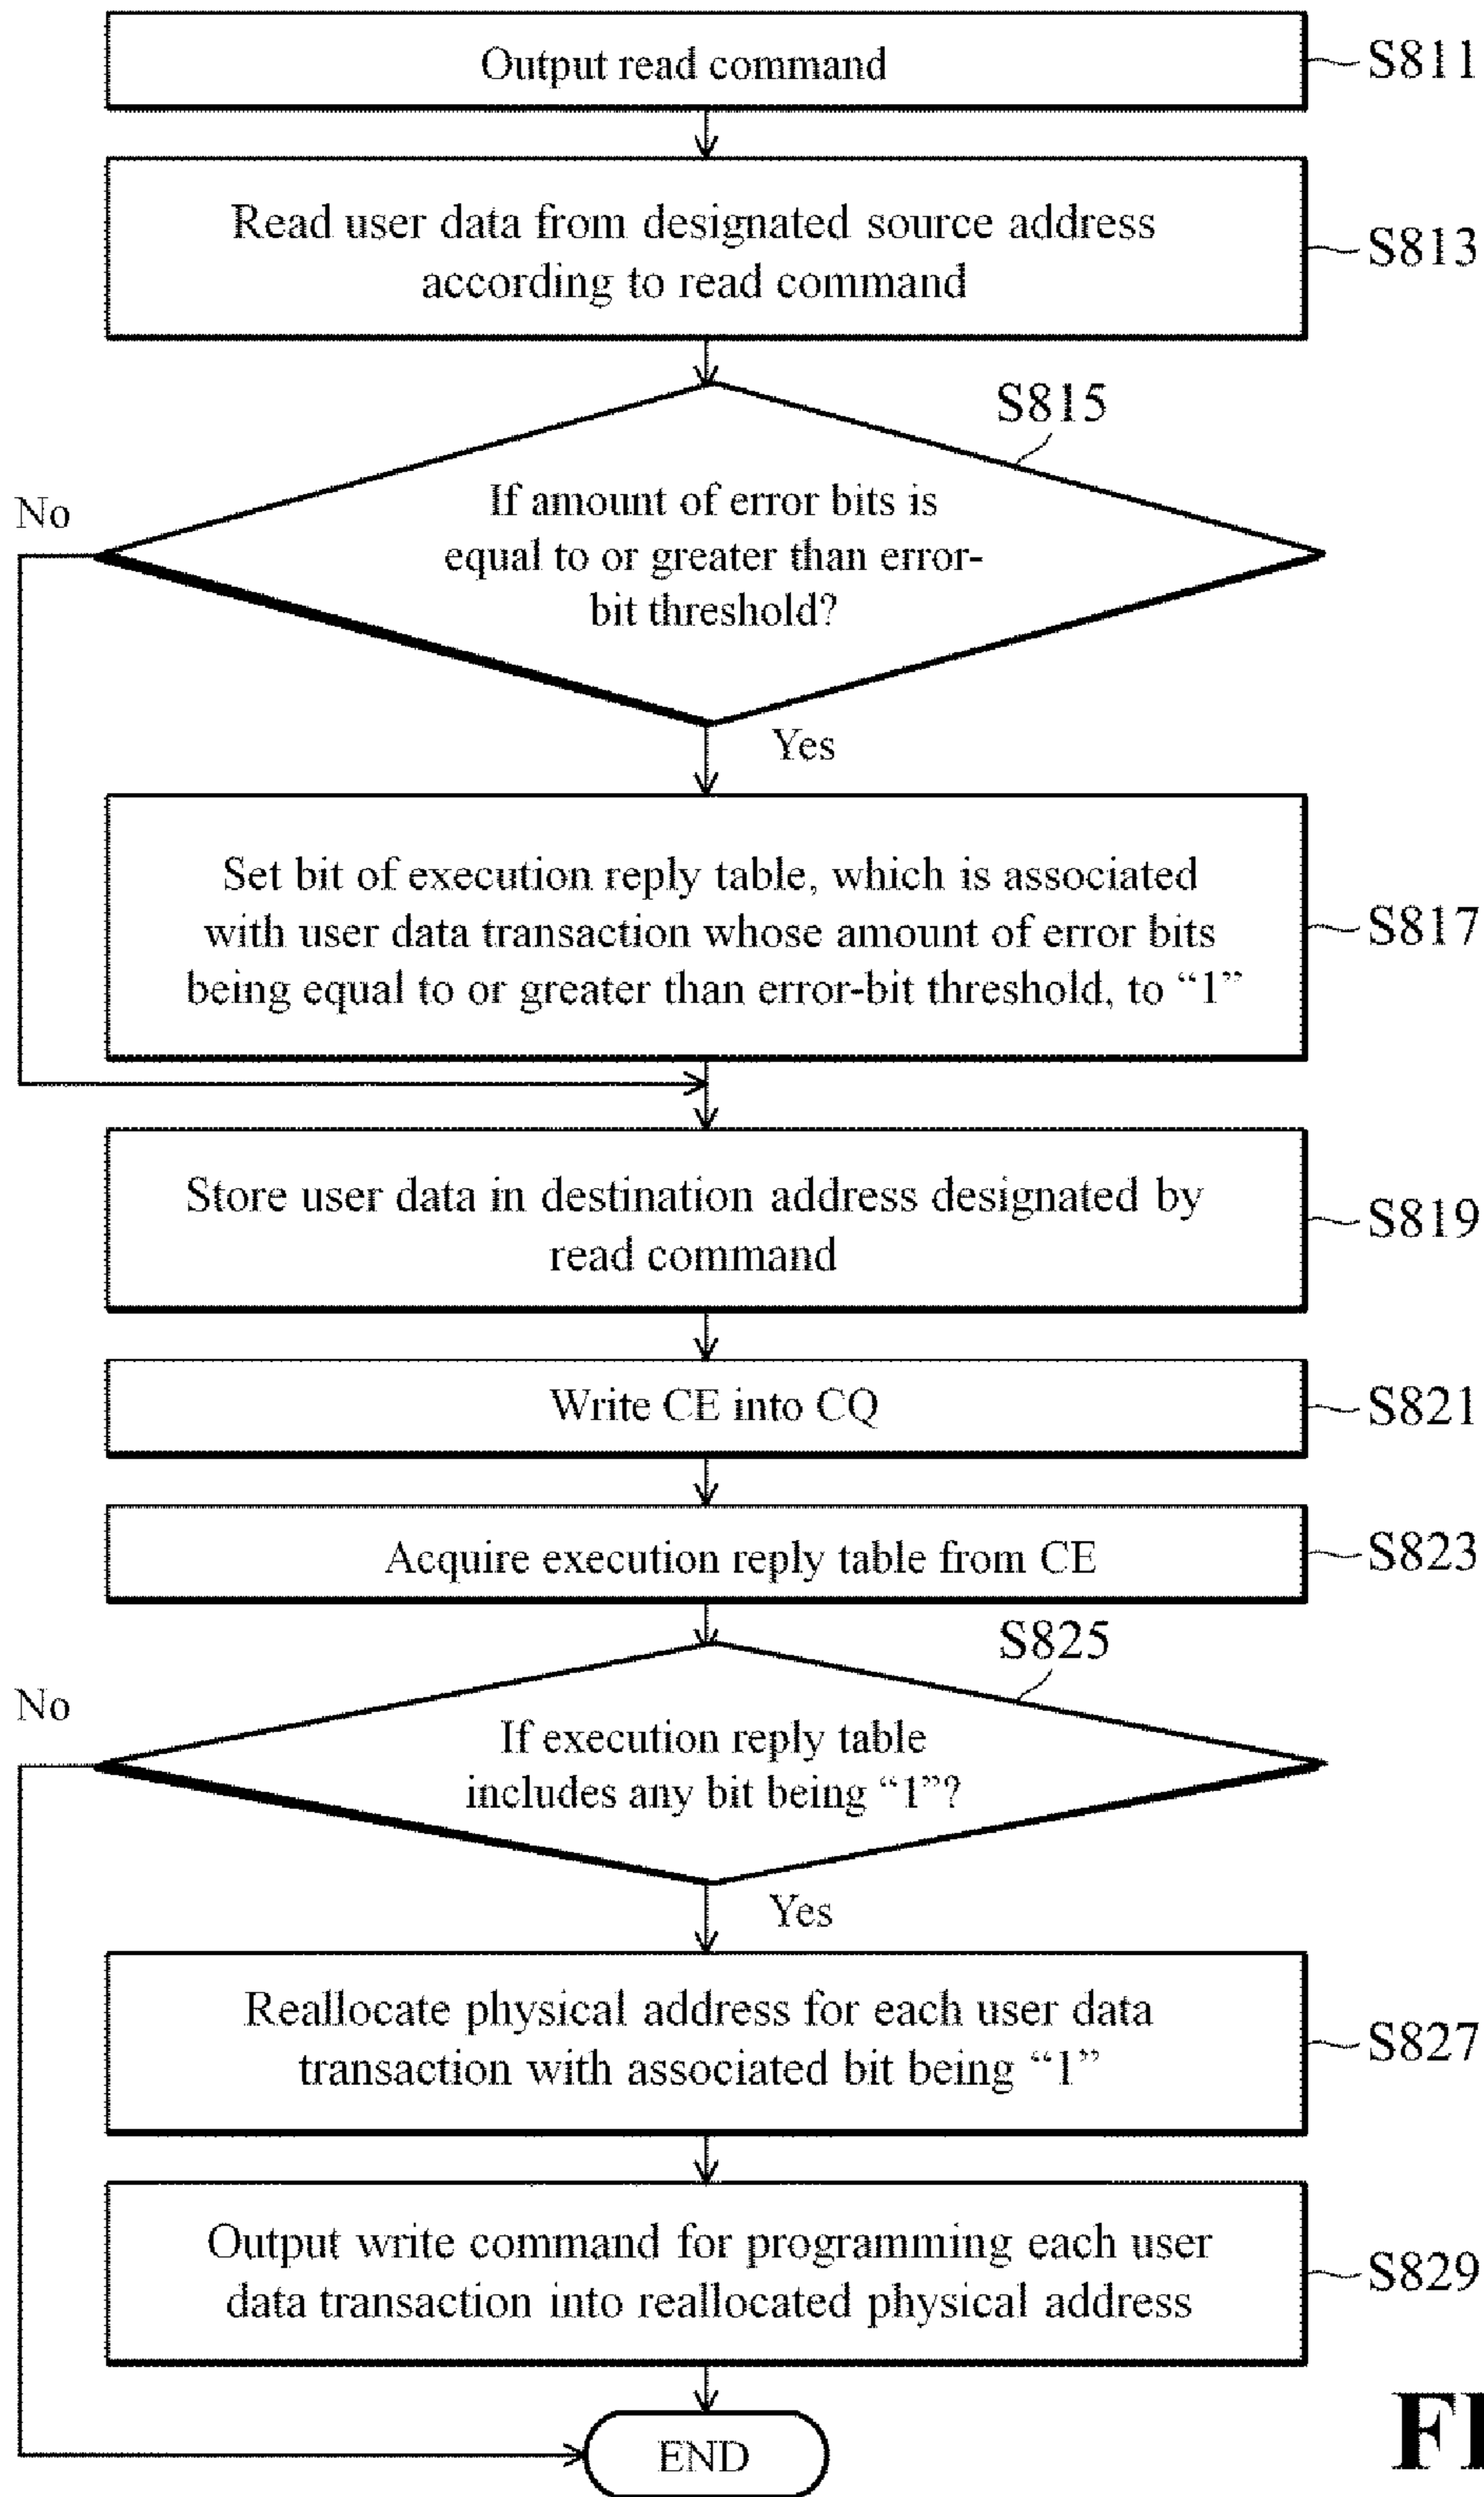 Output read command
S811
Read user data from designated source address
according to read command
S813
S815
If amount of error bits is
equal to or greater than error-
bit threshold?
No
Yes
Set bit of execution reply table, which is associated
with user data transaction whose amount of error bits
being equal to or greater than error-bit threshold, to “1”
S817
Store user data in destination address designated by
read command
S819
Write CE into CQ
S821
Acquire execution reply table from CE
S823
S825
If execution reply table
includes any bit being “1”?
No
Yes
Reallocate physical address for each user data
transaction with associated bit being “1”
S827
Output write command for programming each user
data transaction into reallocated physical address
S829
END